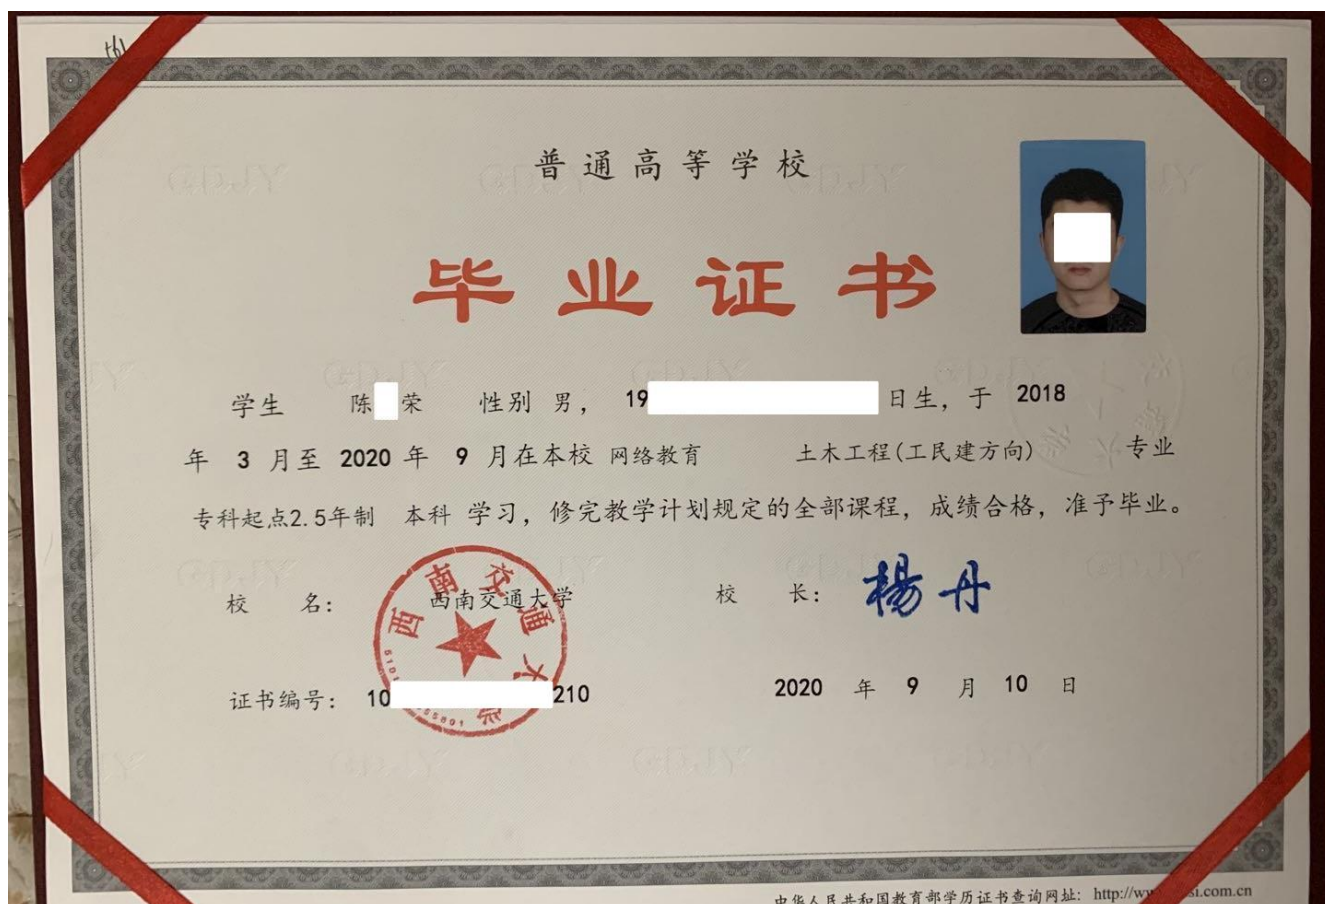 普通高等学校
毕业证书
学生 陈 荣 性别 男， 19 日生，于 2018
年 3 月至 2020 年 9 月在本校 网络教育 土木工程(工民建方向) 专业
专科起点2.5年制 本科 学习，修完教学计划规定的全部课程，成绩合格，准予毕业。
校 名： 西南交通大学 校 长： 楊丹
西南交通大学
证书编号： 10 210 2020 年 9 月 10 日
中华人民共和国教育部学历证书查询网址： http://w si.com.cn